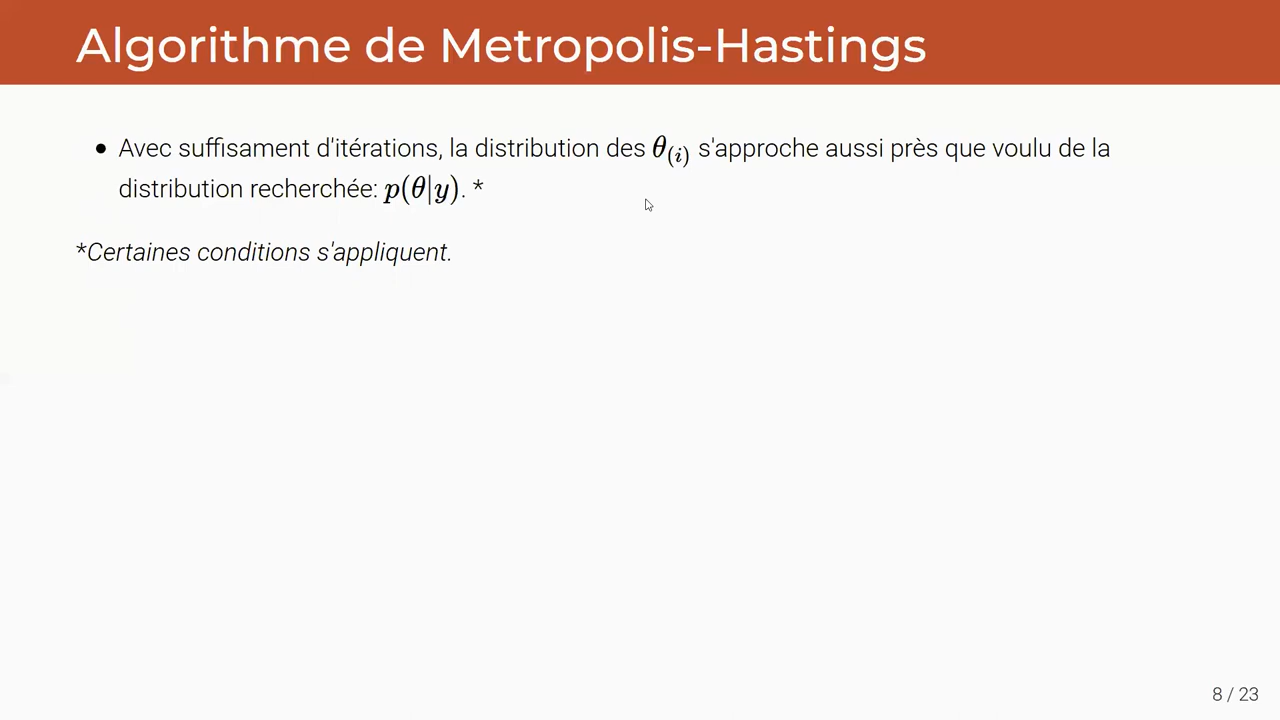 Algorithme de Metropolis-Hastings
• Avec suffisament d'itérations, la distribution des θ(i) s'approche aussi près que voulu de la
distribution recherchée: p(θ|y). *
*Certaines conditions s'appliquent.
8 / 23